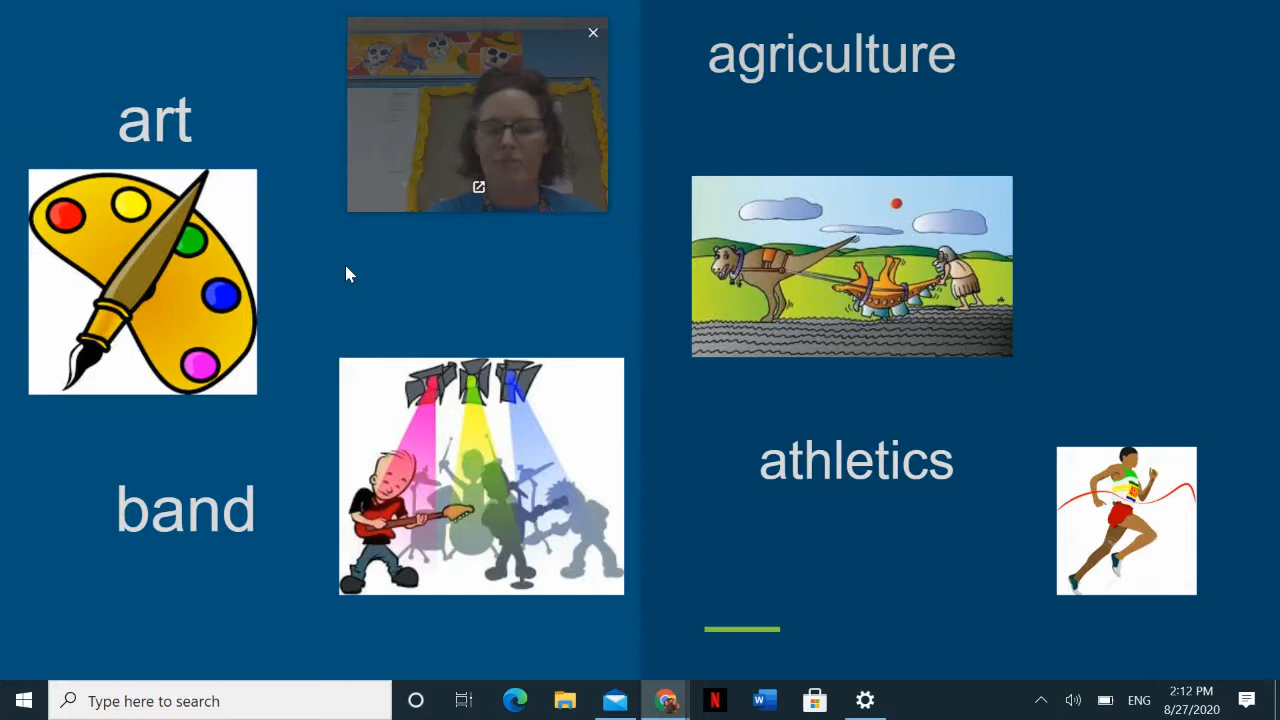 art
agriculture
band
athletics
Type here to search
ENG
2:12 PM
8/27/2020